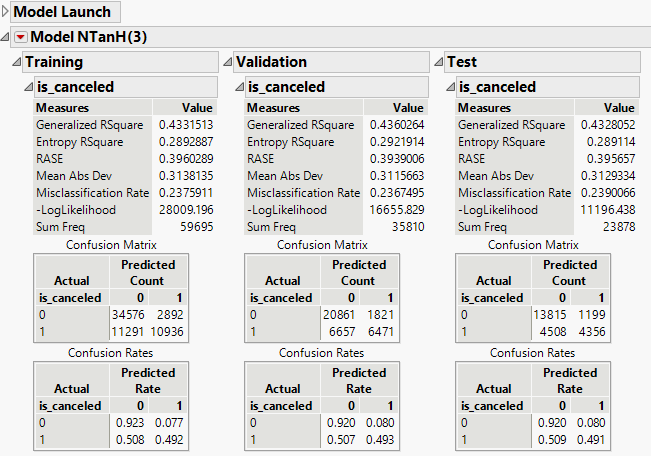 Model Launch
Model NTanH(3)
Training Validation Test
is_canceled is_canceled is_canceled
Measures Value Measures Value Measures Value
Generalized RSquare 0.4331513 Generalized RSquare 0.4360264 Generalized RSquare 0.4328052
Entropy RSquare 0.2892887 Entropy RSquare 0.2921914 Entropy RSquare 0.289114
RASE 0.3960289 RASE 0.3939006 RASE 0.395657
Mean Abs Dev 0.3138135 Mean Abs Dev 0.3115663 Mean Abs Dev 0.3129334
Misclassification Rate 0.2375911 Misclassification Rate 0.2367495 Misclassification Rate 0.2390066
-LogLikelihood 28009.196 -LogLikelihood 16655.829 -LogLikelihood 11196.438
Sum Freq 59695 Sum Freq 35810 Sum Freq 23878
Confusion Matrix Confusion Matrix Confusion Matrix
Predicted Predicted Predicted
Actual Count Actual Count Actual Count
is_canceled 0 1 is_canceled 0 1 is_canceled 0 1
0 34576 2892 0 20861 1821 0 13815 1199
1 11291 10936 1 6657 6471 1 4508 4356
Confusion Rates Confusion Rates Confusion Rates
Predicted Predicted Predicted
Actual Rate Actual Rate Actual Rate
is_canceled 0 1 is_canceled 0 1 is_canceled 0 1
0 0.923 0.077 0 0.920 0.080 0 0.920 0.080
1 0.508 0.492 1 0.507 0.493 1 0.509 0.491